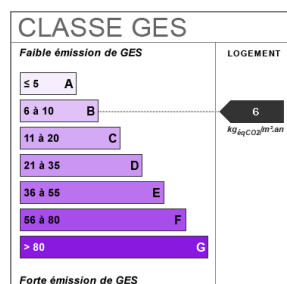 CLASSE GES
Faible émission de GES
LOGEMENT
≤ 5 A
6 à 10 B
6
11 à 20 C
kgéqCO2/m².an
21 à 35 D
36 à 55 E
56 à 80 F
> 80 G
Forte émission de GES